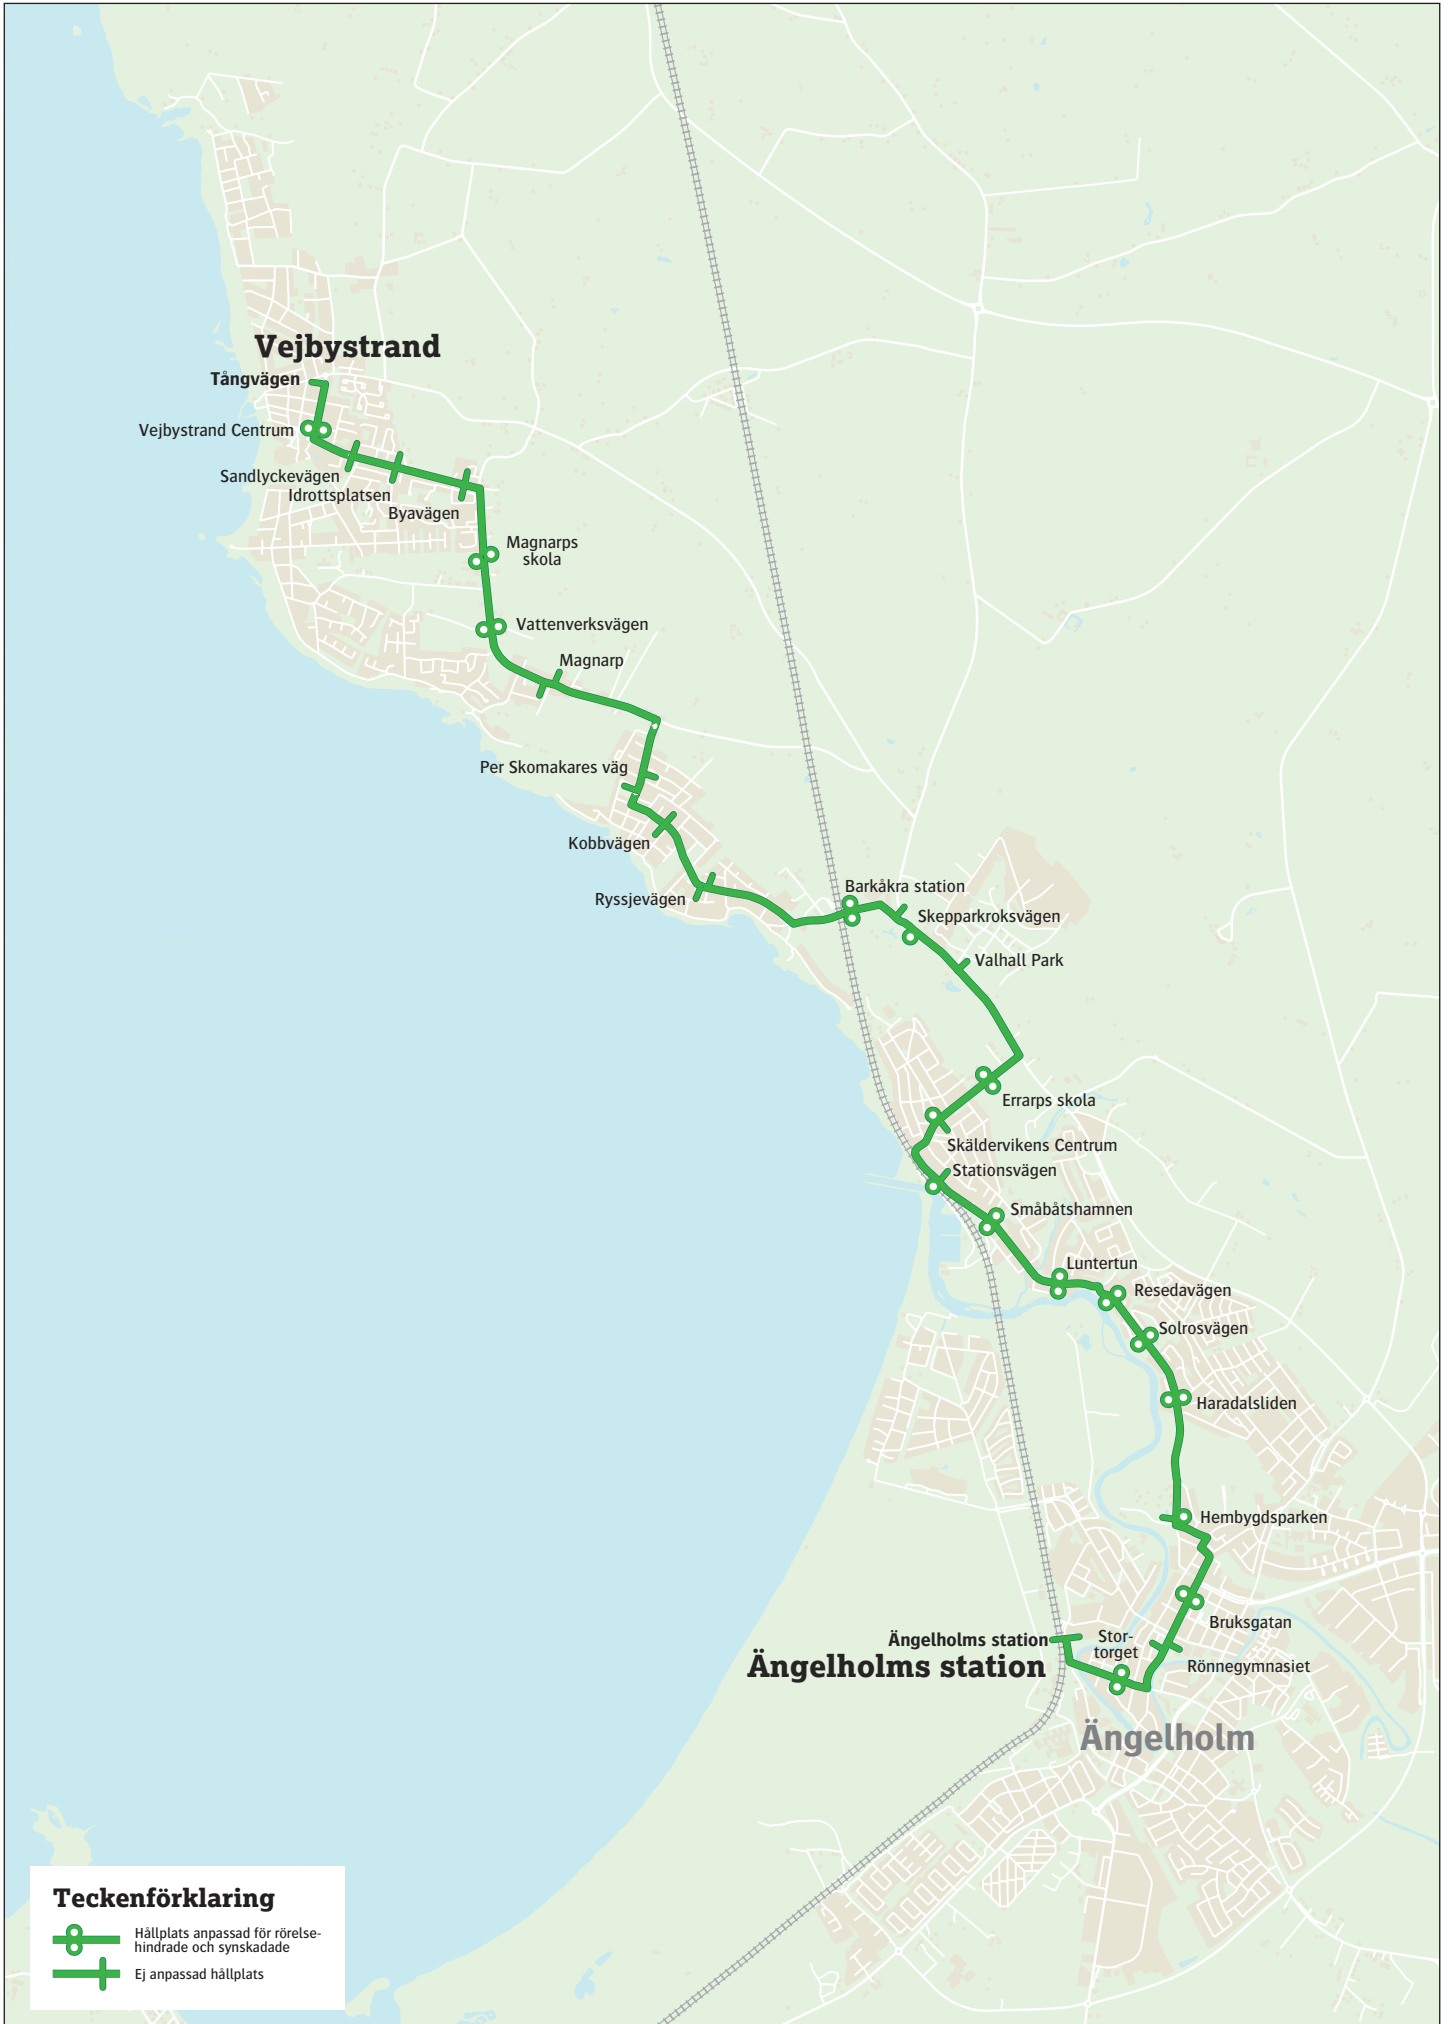 Vejbystrand
Tångvägen
Vejbystrand Centrum
Sandlyckevägen
Idrottsplatsen
Byavägen
Magnarps
skola
Vattenverksvägen
Magnarp
Per Skomakares väg
Kobbvägen
Ryssjevägen
Barkåkra station
Skepparkroksvägen
Valhall Park
Errarps skola
Skäldervikens Centrum
Stationsvägen
Småbåtshamnen
Luntertun
Resedavägen
Solrosvägen
Haradalsliden
Hembygdsparken
Bruksgatan
Rönnegymnasiet
Stor-
torget
Ängelholms station
Ängelholms station
Ängelholm
Teckenförklaring
Hållplats anpassad för rörelse-
hindrade och synskadade
Ej anpassad hållplats